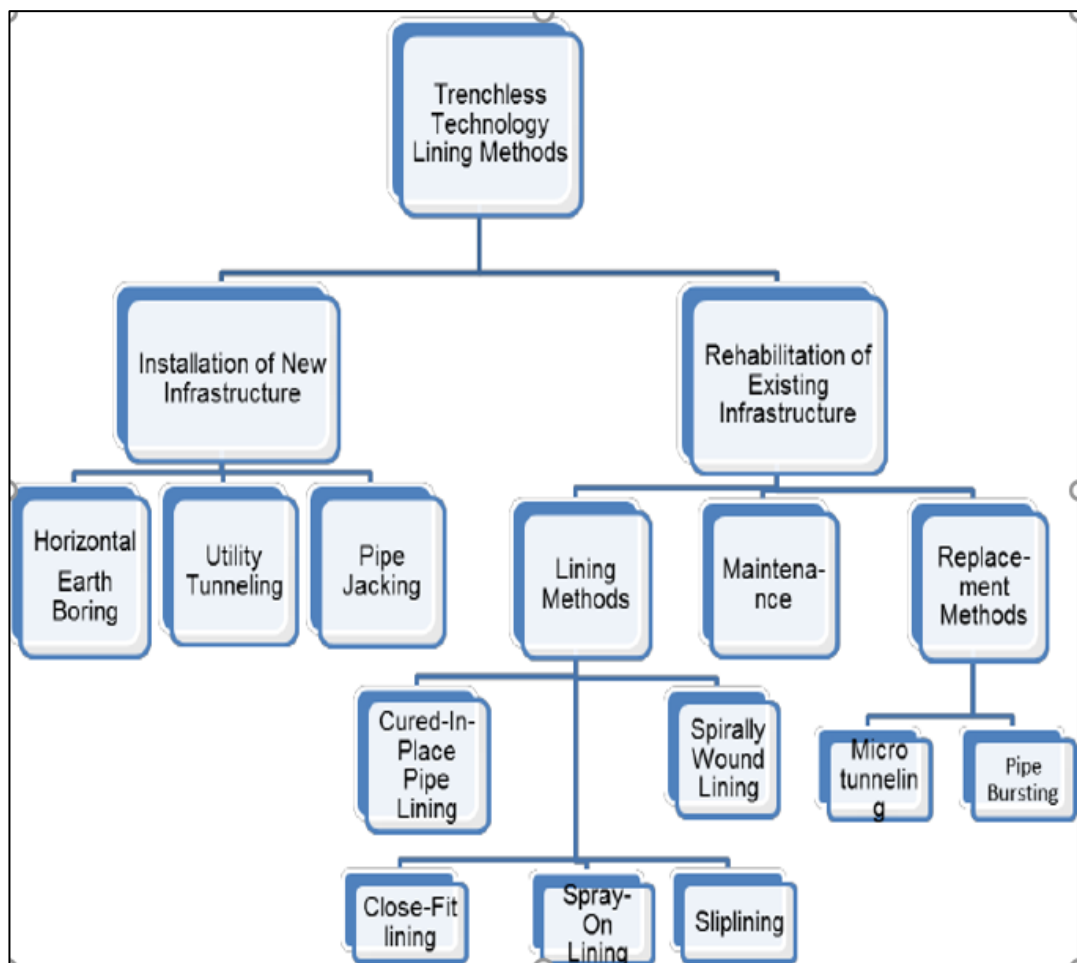 Trenchless
Technology
Lining Methods
Installation of New
Infrastructure
Rehabilitation of
Existing
Infrastructure
Horizontal
Earth
Boring
Utility
Tunneling
Pipe
Jacking
Lining
Methods
Maintena-
nce
Replace-
ment
Methods
Cured-In-
Place
Pipe
Lining
Spirally
Wound
Lining
Micro
tunnelin
g
Pipe
Bursting
Close-Fit
lining
Spray-
On
Lining
Sliplining